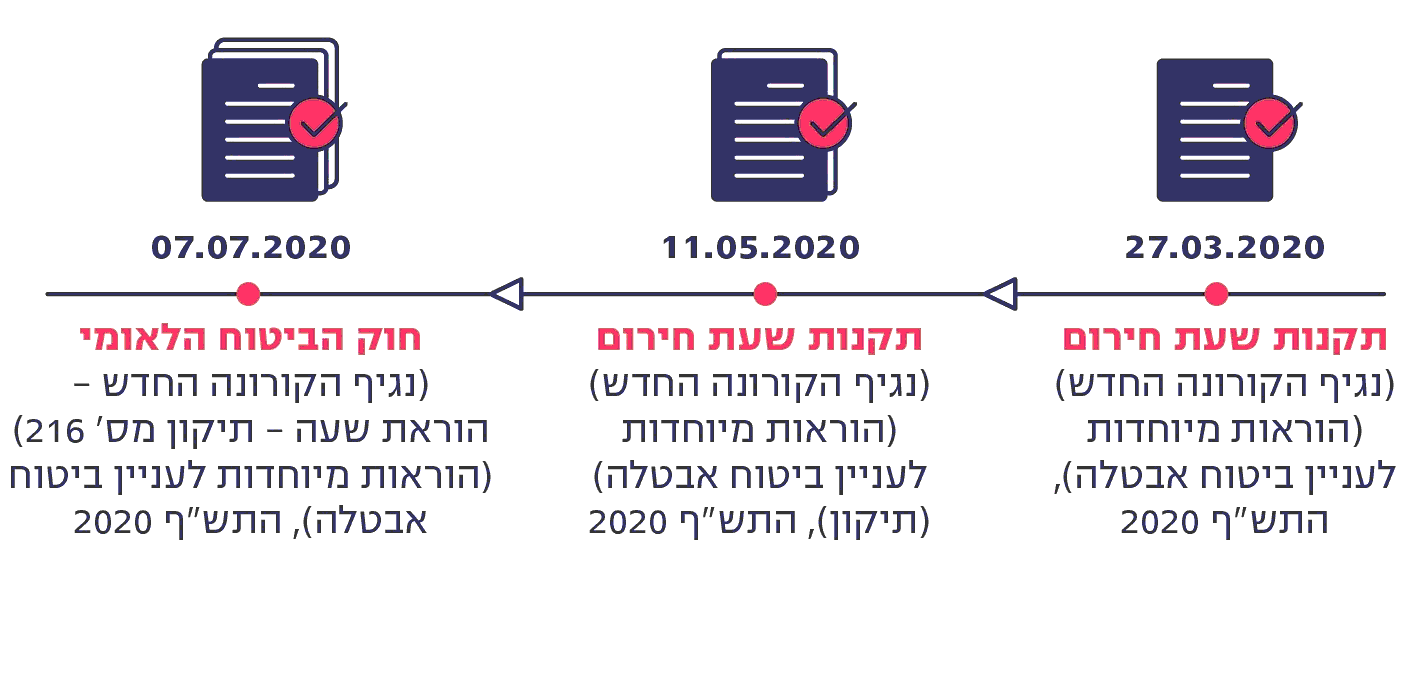 27.03.2020
תקנות שעת חירום
(נגיף הקורונה החדש)
(הוראות מיוחדות
לעניין ביטוח אבטלה),
התש״ף 2020
11.05.2020
תקנות שעת חירום
(נגיף הקורונה החדש)
(הוראות מיוחדות
לעניין ביטוח אבטלה)
(תיקון), התש״ף 2020
07.07.2020
חוק הביטוח הלאומי
(נגיף הקורונה החדש –
הוראת שעה – תיקון מס׳ 216)
(הוראות מיוחדות לעניין ביטוח
אבטלה), התש״ף 2020